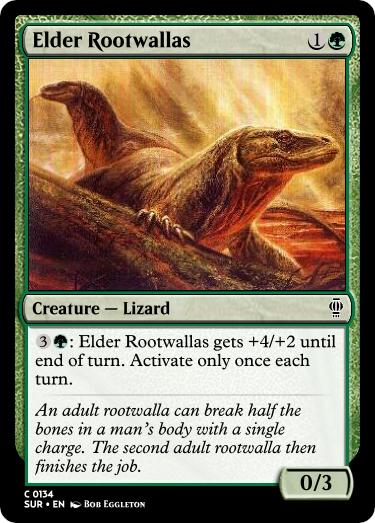 Elder Rootwallas 1
Creature — Lizard
3 : Elder Rootwallas gets +4/+2 until
end of turn. Activate only once each
turn.
An adult rootwalla can break half the
bones in a man's body with a single
charge. The second adult rootwalla then
finishes the job.
0/3
C 0134
SUR • EN Bob Eggleton